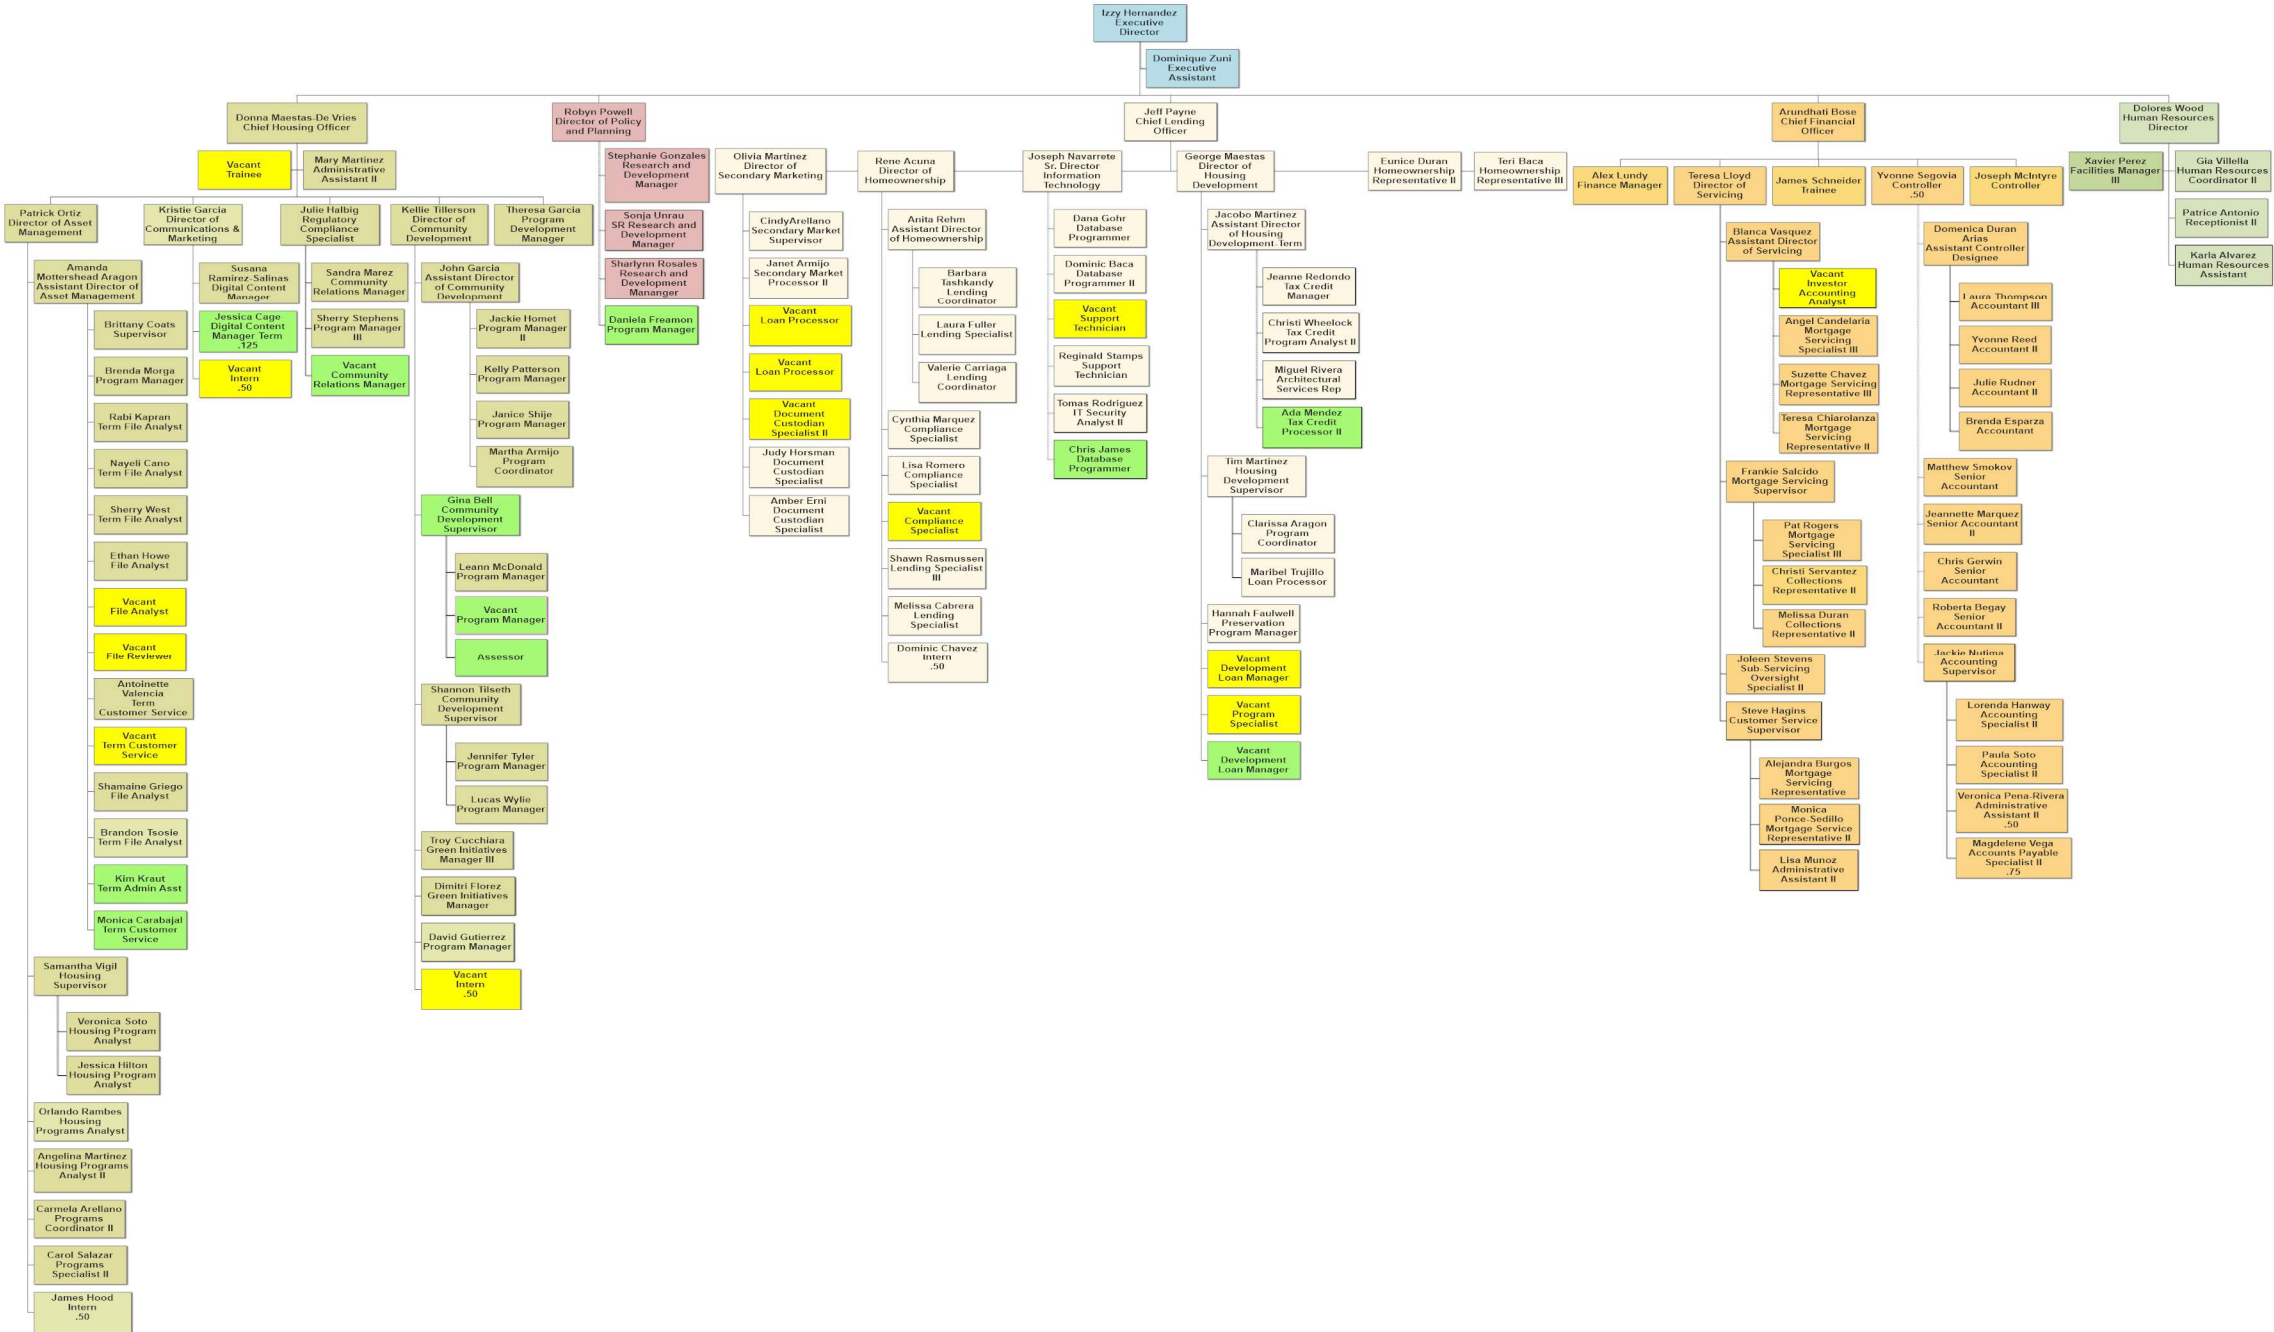 Izzy Hernandez
Executive
Director
Dominique Zuni
Executive
Assistant
Donna Maestas-De Vries
Chief Housing Officer
Robyn Powell
Director of Policy
and Planning
Jeff Payne
Chief Lending
Officer
Arundhati Bose
Chief Financial
Officer
Dolores Wood
Human Resources
Director
Vacant
Trainee
Mary Martinez
Administrative
Assistant II
Patrick Ortiz
Director of Asset
Management
Kristie Garcia
Director of
Communications &
Marketing
Julie Halbig
Regulatory
Compliance
Specialist
Kellie Tillerson
Director of
Community
Development
Theresa Garcia
Program
Development
Manager
Amanda
Mottershead Aragon
Assistant Director of
Asset Management
Brittany Coats
Supervisor
Brenda Morga
Program Manager
Rabi Kapran
Term File Analyst
Nayeli Cano
Term File Analyst
Sherry West
Term File Analyst
Ethan Howe
File Analyst
Vacant
File Analyst
Vacant
File Reviewer
Antoinette
Valencia
Term
Customer Service
Vacant
Term Customer
Service
Shamaine Griego
File Analyst
Brandon Tsosie
Term File Analyst
Kim Kraut
Term Admin Asst
Monica Carabajal
Term Customer
Service
Samantha Vigil
Housing
Supervisor
Veronica Soto
Housing Program
Analyst
Jessica Hilton
Housing Program
Analyst
Orlando Rambes
Housing
Programs Analyst
Angelina Martinez
Housing Programs
Analyst II
Carmela Arellano
Programs
Coordinator II
Carol Salazar
Programs
Specialist II
James Hood
Intern
.50
Susana
Ramirez-Salinas
Digital Content
Manager
Jessica Cage
Digital Content
Manager Term
.125
Vacant
Intern
.50
Sandra Marez
Community
Relations Manager
Sherry Stephens
Program Manager
III
Vacant
Community
Relations Manager
John Garcia
Assistant Director
of Community
Development
Jackie Homet
Program Manager
II
Kelly Patterson
Program Manager
Janice Shije
Program Manager
Martha Armijo
Program
Coordinator
Gina Bell
Community
Development
Supervisor
Leann McDonald
Program Manager
Vacant
Program Manager
Assessor
Shannon Tilseth
Community
Development
Supervisor
Jennifer Tyler
Program Manager
Lucas Wylie
Program Manager
Troy Cucchiara
Green Initiatives
Manager III
Dimitri Florez
Green Initiatives
Manager
David Gutierrez
Program Manager
Vacant
Intern
.50
Stephanie Gonzales
Research and
Development
Manager
Sonja Unrau
SR Research and
Development
Manager
Sharlynn Rosales
Research and
Development
Mananger
Daniela Freamon
Program Manager
Olivia Martinez
Director of
Secondary Marketing
Rene Acuna
Director of
Homeownership
Joseph Navarrete
Sr. Director
Information
Technology
George Maestas
Director of
Housing
Development
Eunice Duran
Homeownership
Representative II
Teri Baca
Homeownership
Representative III
CindyArellano
Secondary Market
Supervisor
Janet Armijo
Secondary Market
Processor II
Vacant
Loan Processor
Vacant
Loan Processor
Vacant
Document
Custodian
Specialist II
Judy Horsman
Document
Custodian
Specialist
Amber Erni
Document
Custodian
Specialist
Anita Rehm
Assistant Director
of Homeownership
Barbara
Tashkandy
Lending
Coordinator
Laura Fuller
Lending Specialist
Valerie Carriaga
Lending
Coordinator
Cynthia Marquez
Compliance
Specialist
Lisa Romero
Compliance
Specialist
Vacant
Compliance
Specialist
Shawn Rasmussen
Lending Specialist
III
Melissa Cabrera
Lending
Specialist
Dominic Chavez
Intern
.50
Dana Gohr
Database
Programmer
Dominic Baca
Database
Programmer II
Vacant
Support
Technician
Reginald Stamps
Support
Technician
Tomas Rodriguez
IT Security
Analyst II
Chris James
Database
Programmer
Jacobo Martinez
Assistant Director
of Housing
Development-Term
Jeanne Redondo
Tax Credit
Manager
Christi Wheelock
Tax Credit
Program Analyst II
Miguel Rivera
Architectural
Services Rep
Ada Mendez
Tax Credit
Processor II
Tim Martinez
Housing
Development
Supervisor
Clarissa Aragon
Program
Coordinator
Maribel Trujillo
Loan Processor
Hannah Faulwell
Preservation
Program Manager
Vacant
Development
Loan Manager
Vacant
Program
Specialist
Vacant
Development
Loan Manager
Alex Lundy
Finance Manager
Teresa Lloyd
Director of
Servicing
James Schneider
Trainee
Yvonne Segovia
Controller
.50
Joseph McIntyre
Controller
Blanca Vasquez
Assistant Director
of Servicing
Vacant
Investor
Accounting
Analyst
Angel Candelaria
Mortgage
Servicing
Specialist III
Suzette Chavez
Mortgage Servicing
Representative III
Teresa Chiarolanza
Mortgage
Servicing
Representative II
Frankie Salcido
Mortgage Servicing
Supervisor
Pat Rogers
Mortgage
Servicing
Specialist III
Christi Servantez
Collections
Representative II
Melissa Duran
Collections
Representative II
Joleen Stevens
Sub-Servicing
Oversight
Specialist II
Steve Hagins
Customer Service
Supervisor
Alejandra Burgos
Mortgage
Servicing
Representative
Monica
Ponce-Sedillo
Mortgage Service
Representative II
Lisa Munoz
Administrative
Assistant II
Domenica Duran
Arias
Assistant Controller
Designee
Laura Thompson
Accountant III
Yvonne Reed
Accountant II
Julie Rudner
Accountant II
Brenda Esparza
Accountant
Matthew Smokov
Senior
Accountant
Jeannette Marquez
Senior Accountant
II
Chris Gerwin
Senior
Accountant
Roberta Begay
Senior
Accountant II
Jackie Nutima
Accounting
Supervisor
Lorenda Hanway
Accounting
Specialist II
Paula Soto
Accounting
Specialist II
Veronica Pena-Rivera
Administrative
Assistant II
.50
Magdelene Vega
Accounts Payable
Specialist II
.75
Xavier Perez
Facilities Manager
III
Gia Villella
Human Resources
Coordinator II
Patrice Antonio
Receptionist II
Karla Alvarez
Human Resources
Assistant